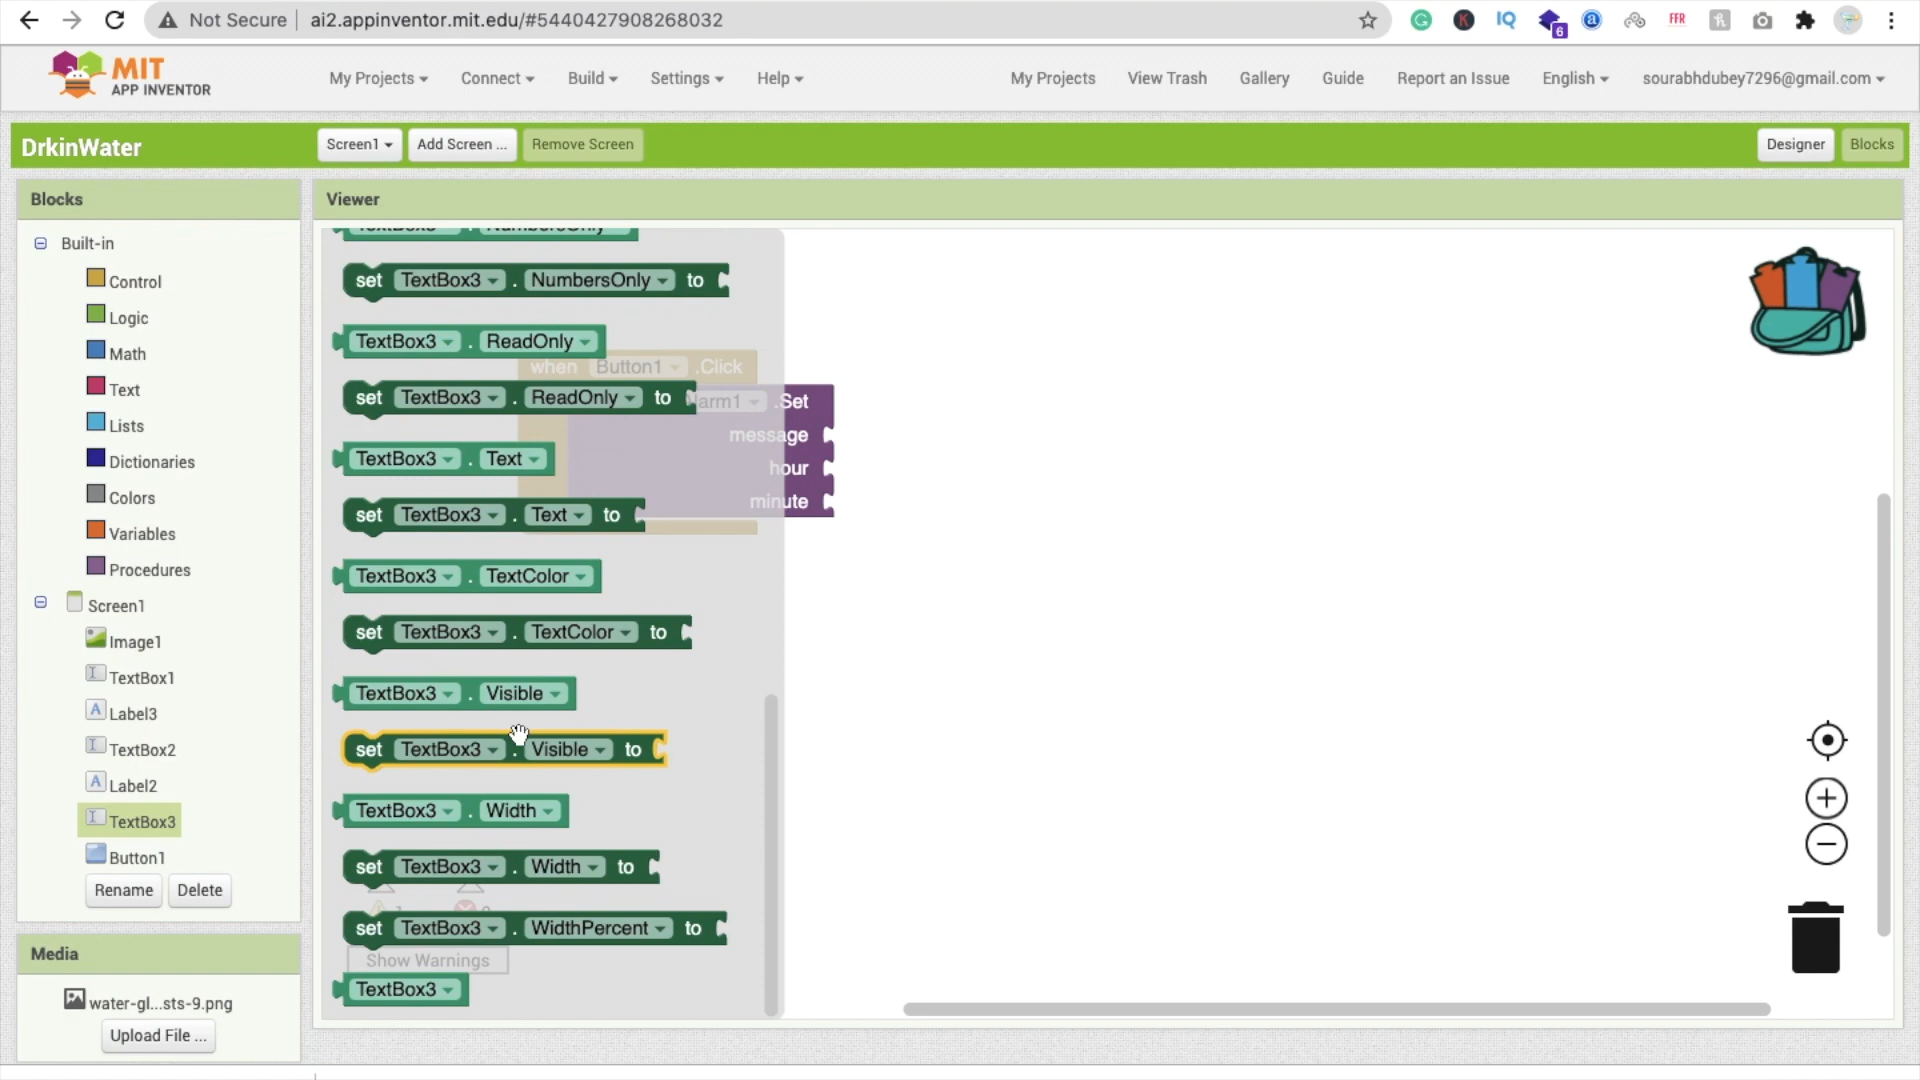 Not Secure
ai2.appinventor.mit.edu/#5440427908268032
K
IQ
6
a
FFR
MIT
APP INVENTOR
My Projects
Connect
Build
Settings
Help
My Projects
View Trash
Gallery
Guide
Report an Issue
English
sourabhdubey7296@gmail.com
DrkinWater
Screen1
Add Screen ...
Remove Screen
Designer
Blocks
Blocks
Built-in
Control
Logic
Math
Text
Lists
Dictionaries
Colors
Variables
Procedures
Screen1
Image1
TextBox1
Label3
TextBox2
Label2
TextBox3
Button1
Rename
Delete
Media
water-gl...sts-9.png
Upload File ...
Viewer
TextBox3 . NumbersOnly
set TextBox3 . NumbersOnly to
TextBox3 . ReadOnly
when Button1 .Click
set TextBox3 . ReadOnly to
arm1 .Set
message
hour
minute
TextBox3 . Text
set TextBox3 . Text to
TextBox3 . TextColor
set TextBox3 . TextColor to
TextBox3 . Visible
set TextBox3 . Visible to
TextBox3 . Width
set TextBox3 . Width to
set TextBox3 . WidthPercent to
Show Warnings
TextBox3